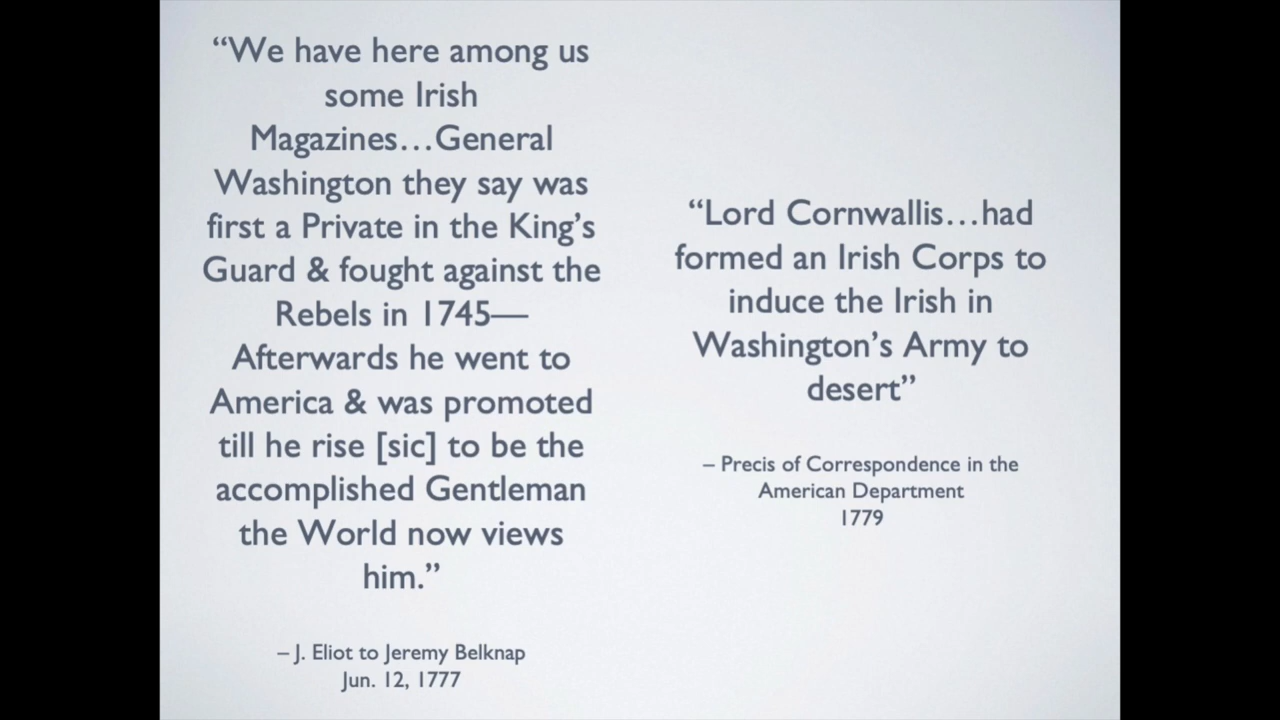 “We have here among us
some Irish
Magazines…General
Washington they say was
first a Private in the King’s
Guard & fought against the
Rebels in 1745—
Afterwards he went to
America & was promoted
till he rise [sic] to be the
accomplished Gentleman
the World now views
him.”
– J. Eliot to Jeremy Belknap
Jun. 12, 1777
“Lord Cornwallis…had
formed an Irish Corps to
induce the Irish in
Washington’s Army to
desert”
– Precis of Correspondence in the
American Department
1779